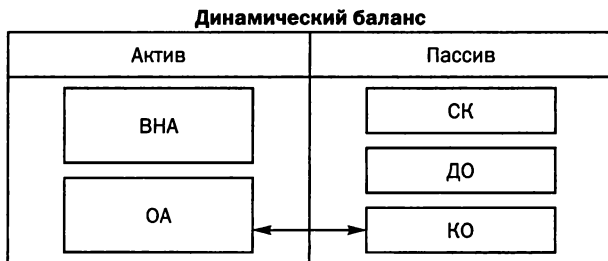 Динамический баланс
Актив Пассив
ВНА СК
ДО
ОА КО